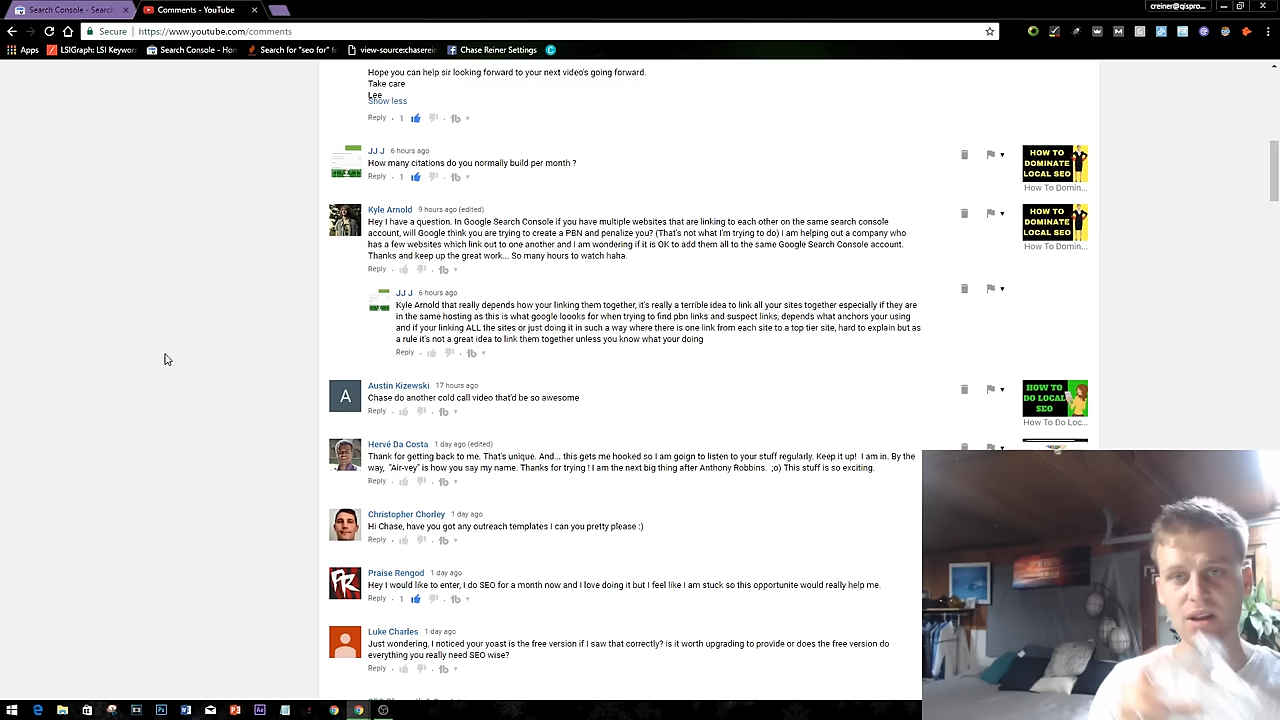 Search Console - Search
Comments - YouTube
creiner@qispro...
Secure https://www.youtube.com/comments
Apps LSIGraph: LSI Keywor Search Console - Hom Search for "seo for" f view-source:chaserein Chase Reiner Settings
Hope you can help sir looking forward to your next video's going forward.
Take care
Lee
Show less
Reply 1
JJ J 6 hours ago
How many citations do you normally build per month ?
Reply 1
HOW TO
DOMINATE
LOCAL SEO
How To Domin...
Kyle Arnold 9 hours ago (edited)
Hey I have a question. In Google Search Console if you have multiple websites that are linking to each other on the same search console
account, will Google think you are trying to create a PBN and penalize you? (That's not what I'm trying to do) I am helping out a company who
has a few websites which link out to one another and I am wondering if it is OK to add them all to the same Google Search Console account.
Thanks and keep up the great work... So many hours to watch haha.
Reply
HOW TO
DOMINATE
LOCAL SEO
How To Domin...
JJ J 6 hours ago
Kyle Arnold that really depends how your linking them together, it's really a terrible idea to link all your sites together especially if they are
in the same hosting as this is what google loooks for when trying to find pbn links and suspect links, depends what anchors your using
and if your linking ALL the sites or just doing it in such a way where there is one link from each site to a top tier site, hard to explain but as
a rule it's not a great idea to link them together unless you know what your doing
Reply
A
Austin Kizewski 17 hours ago
Chase do another cold call video that'd be so awesome
Reply
HOW TO
DO LOCAL
SEO
How To Do Loc...
Hervé Da Costa 1 day ago (edited)
Thank for getting back to me. That's unique. And... this gets me hooked so I am goign to listen to your stuff regularly. Keep it up! I am in. By the
way, "Air-vey" is how you say my name. Thanks for trying ! I am the next big thing after Anthony Robbins. ;o) This stuff is so exciting.
Reply
Christopher Chorley 1 day ago
Hi Chase, have you got any outreach templates I can you pretty please :)
Reply
Praise Rengod 1 day ago
Hey I would like to enter, I do SEO for a month now and I love doing it but I feel like I am stuck so this opportunite would really help me.
Reply 1
Luke Charles 1 day ago
Just wondering, I noticed your yoast is the free version if I saw that correctly? is it worth upgrading to provide or does the free version do
everything you really need SEO wise?
Reply